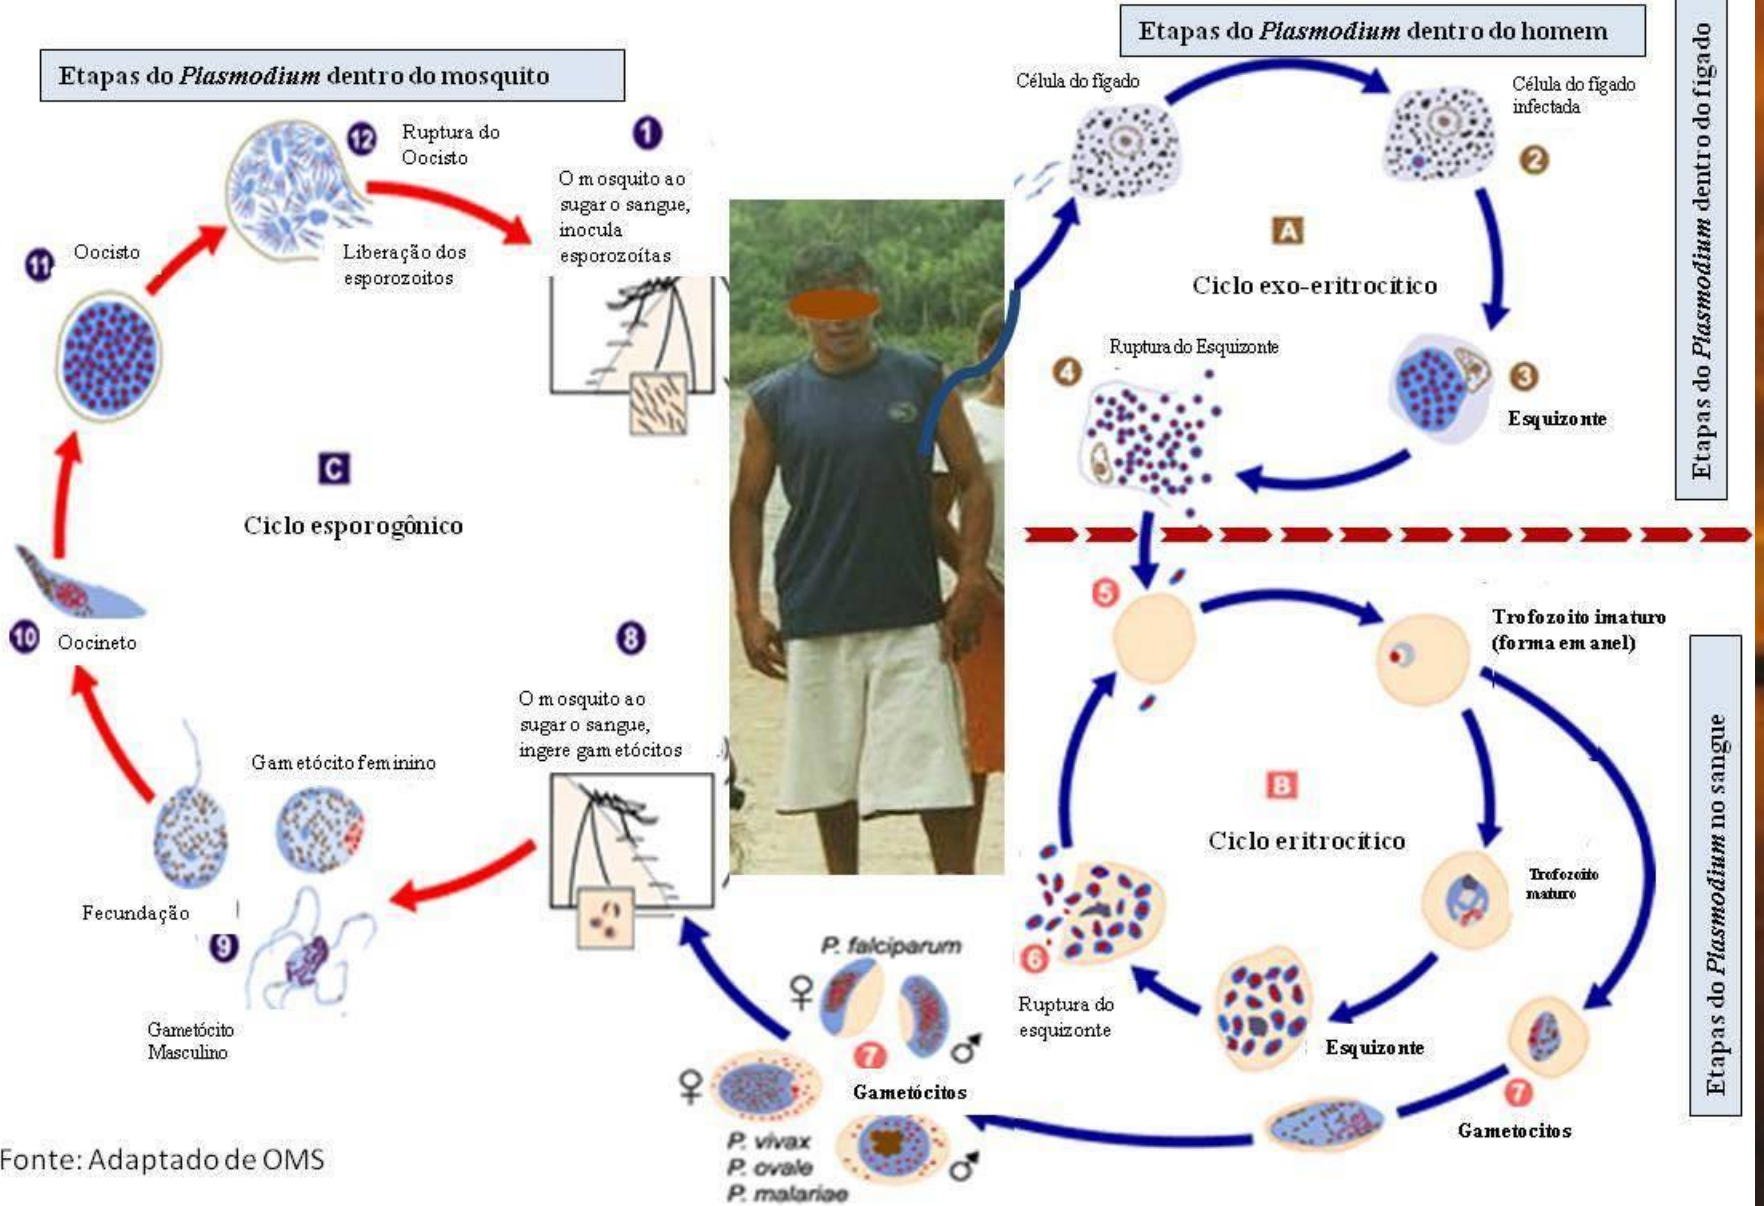 Etapas do Plasmodium dentro do mosquito
12
Ruptura do
Oocisto
1
O mosquito ao
sugar o sangue,
inocula
esporozoítas
11
Oocisto
Liberação dos
esporozoitos
C
Ciclo esporogônico
10
Oocineto
8
O mosquito ao
sugar o sangue,
ingere gametócitos
Gametócito feminino
Fecundação
9
Gametócito
Masculino
Etapas do Plasmodium dentro do homem
Célula do fígado
Célula do fígado
infectada
2
A
Ciclo exo-eritrocítico
Ruptura do Esquizonte
4
3
Esquizonte
Etapas do Plasmodium dentro do fígado
5
Trofozoito imaturo
(forma em anel)
B
Ciclo eritrocítico
Trofozoito
maturo
6
Ruptura do
esquizonte
Esquizonte
7
Gametocitos
Etapas do Plasmodium no sangue
P. falciparum
♀
7
♂
♀
Gametócitos
P. vivax
P. ovale
P. malariae
♂
Fonte: Adaptado de OMS